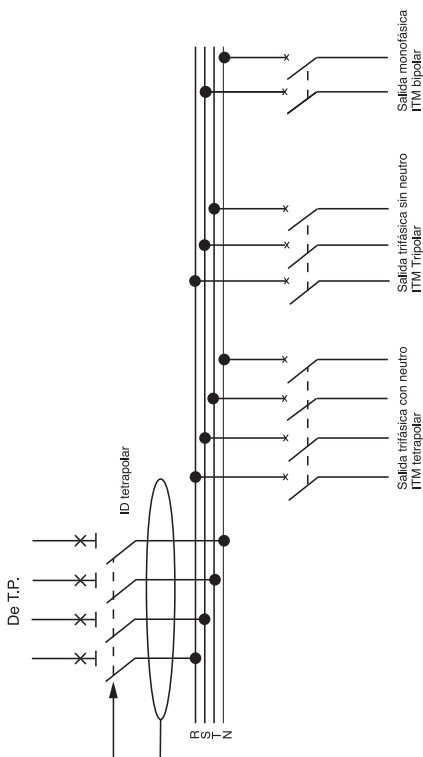 De T.P.
ID tetrapolar
R
S
T
N
Salida trifásica con neutro
ITM tetrapolar
Salida trifásica sin neutro
ITM Tripolar
Salida monofásica
ITM bipolar